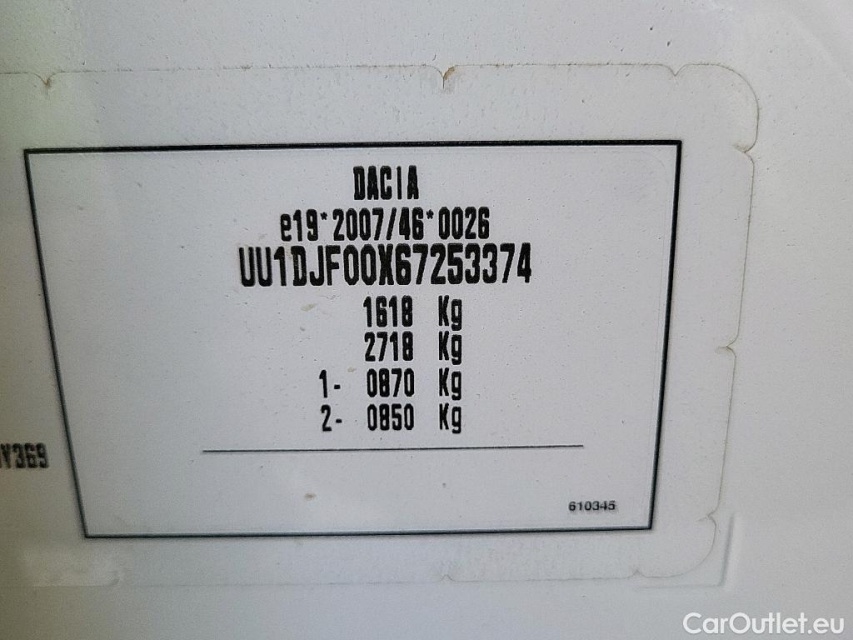 DACIA
e19*2007/46*0026
UU1DJF00X67253374
1618 Kg
2718 Kg
1- 0870 Kg
2- 0850 Kg
Y369
610345
CarOutlet.eu